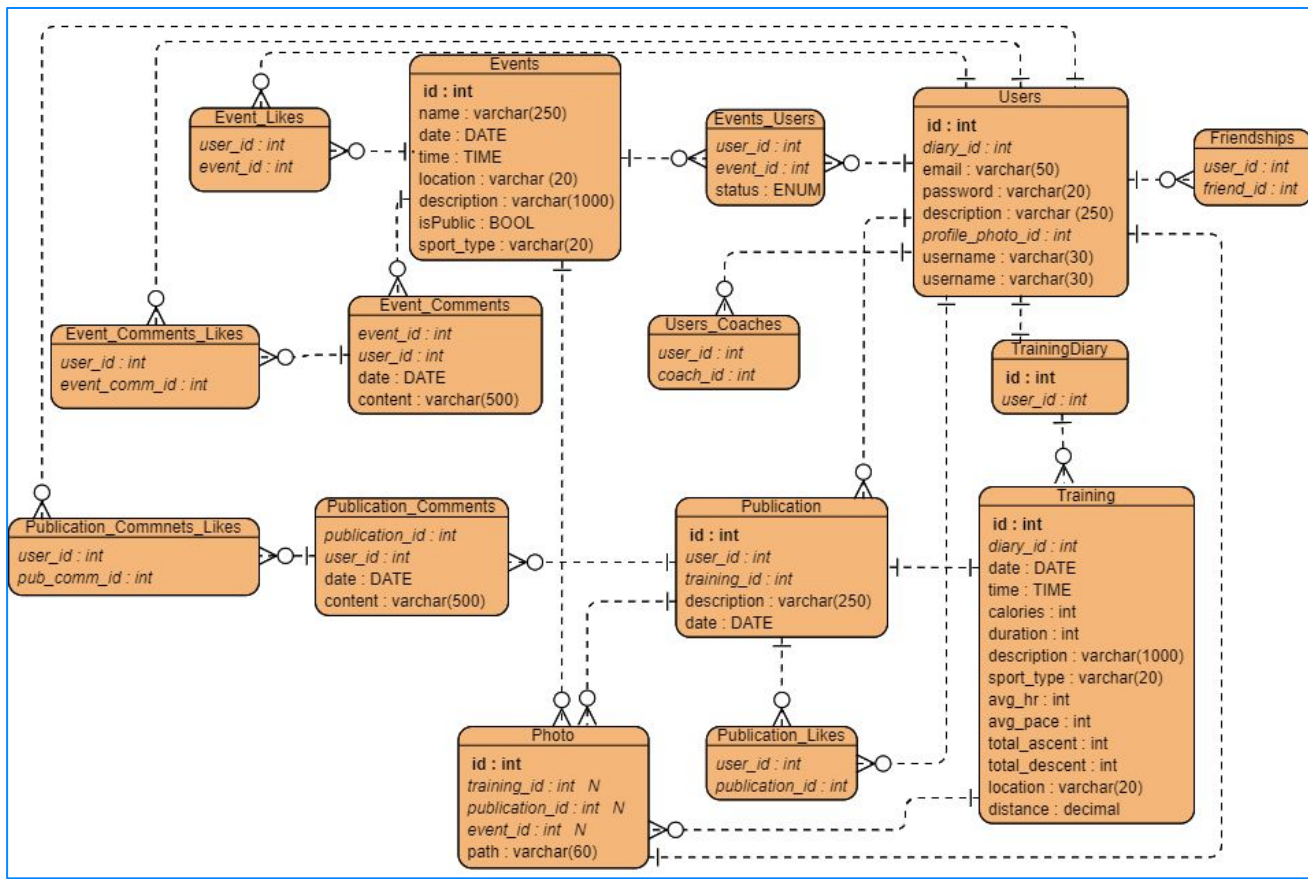 Events
id : int
name : varchar(250)
date : DATE
time : TIME
location : varchar (20)
description : varchar(1000)
isPublic : BOOL
sport_type : varchar(20)
Users
id : int
diary_id : int
email : varchar(50)
password : varchar(20)
description : varchar (250)
profile_photo_id : int
username : varchar(30)
username : varchar(30)
Event_Likes
user_id : int
event_id : int
Events_Users
user_id : int
event_id : int
status : ENUM
Friendships
user_id : int
friend_id : int
Event_Comments
event_id : int
user_id : int
date : DATE
content : varchar(500)
Event_Comments_Likes
user_id : int
event_comm_id : int
Users_Coaches
user_id : int
coach_id : int
TrainingDiary
id : int
user_id : int
Publication_Commnets_Likes
user_id : int
pub_comm_id : int
Publication_Comments
publication_id : int
user_id : int
date : DATE
content : varchar(500)
Publication
id : int
user_id : int
training_id : int
description : varchar(250)
date : DATE
Training
id : int
diary_id : int
date : DATE
time : TIME
calories : int
duration : int
description : varchar(1000)
sport_type : varchar(20)
avg_hr : int
avg_pace : int
total_ascent : int
total_descent : int
location : varchar(20)
distance : decimal
Photo
id : int
training_id : int N
publication_id : int N
event_id : int N
path : varchar(60)
Publication_Likes
user_id : int
publication_id : int